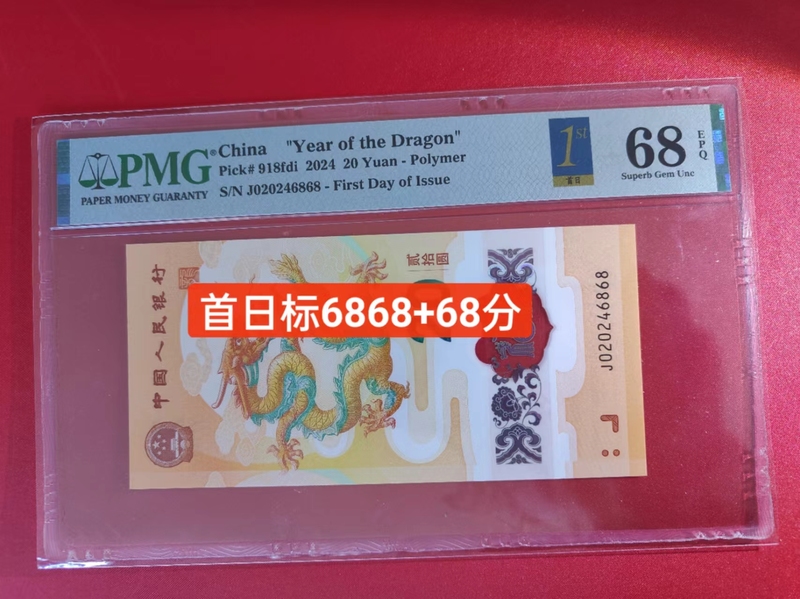 PMG®
PAPER MONEY GUARANTY
China "Year of the Dragon"
Pick# 918fdi 2024 20 Yuan - Polymer
S/N J020246868 - First Day of Issue
1st
首日
68 EPQ
Superb Gem Unc
首日标6868+68分
中国人民银行
贰拾圆
J020246868